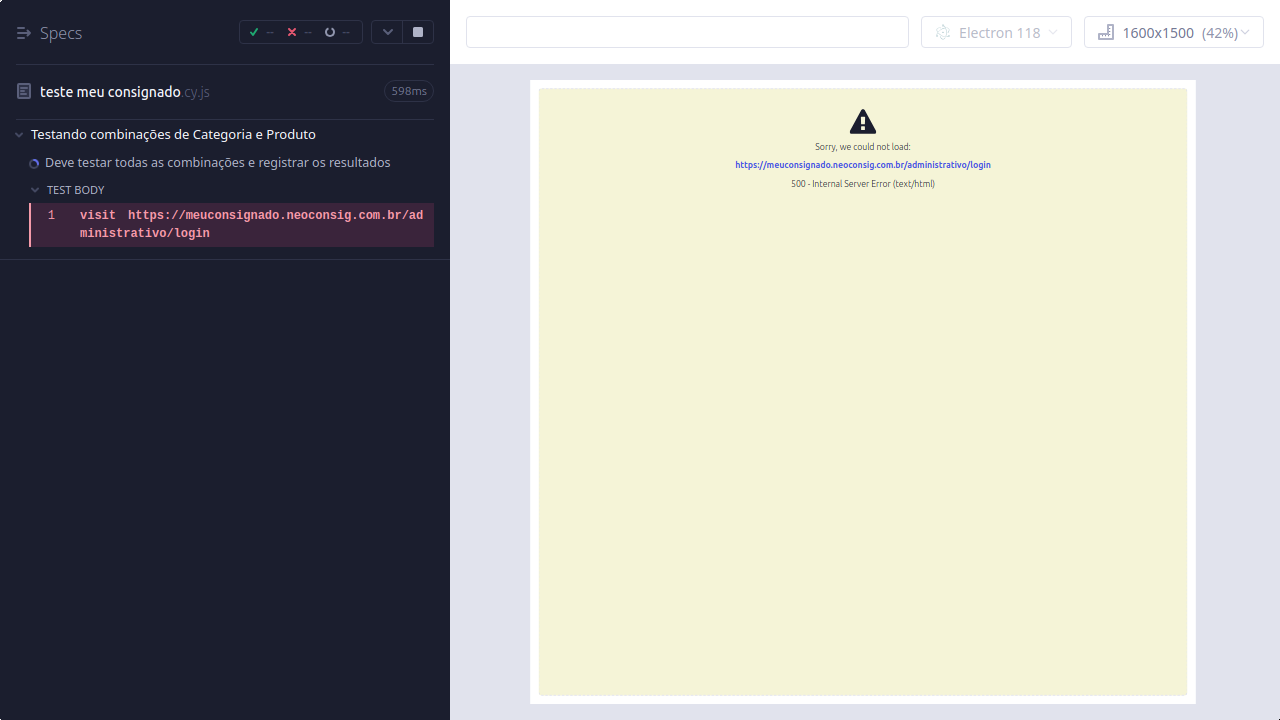 Specs
--
--
--
teste meu consignado.cy.js
598ms
Testando combinações de Categoria e Produto
Deve testar todas as combinações e registrar os resultados
TEST BODY
1 visit https://meuconsignado.neoconsig.com.br/ad
ministrativo/login
Electron 118
1600x1500 (42%)
Sorry, we could not load:
https://meuconsignado.neoconsig.com.br/administrativo/login
500 - Internal Server Error (text/html)